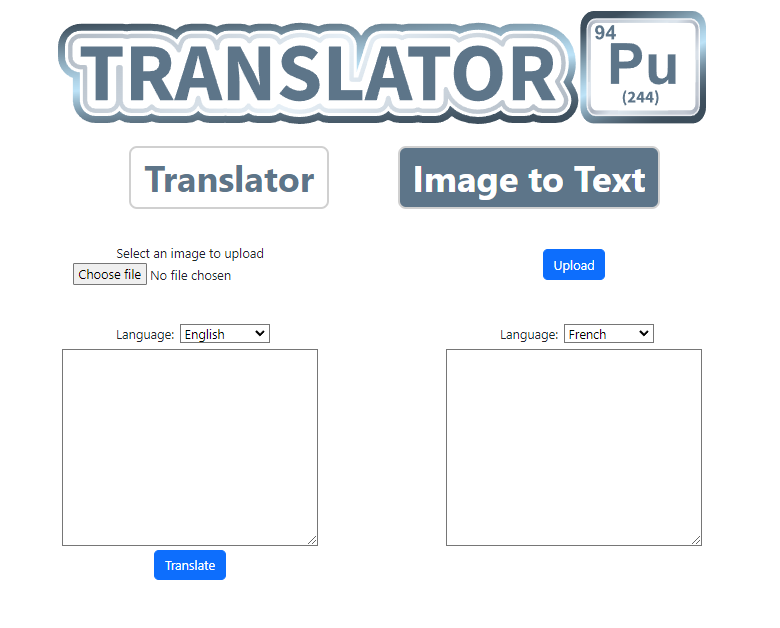 TRANSLATOR
94
Pu
(244)
Translator
Image to Text
Select an image to upload
Choose file No file chosen
Upload
Language: English
Language: French
Translate